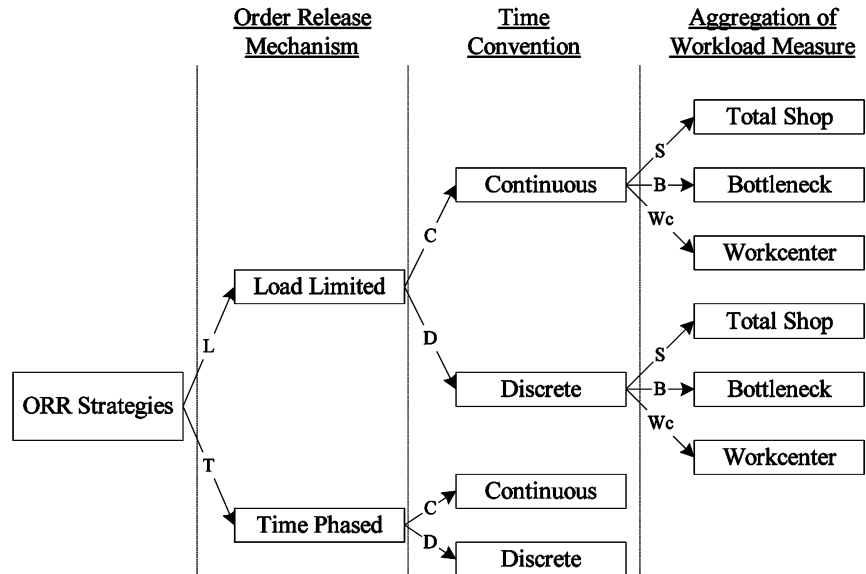 Order Release
Mechanism
Time
Convention
Aggregation of
Workload Measure
ORR Strategies
L
T
Load Limited
Time Phased
C
D
C
D
Continuous
Discrete
Continuous
Discrete
S
B
Wc
S
B
Wc
Total Shop
Bottleneck
Workcenter
Total Shop
Bottleneck
Workcenter